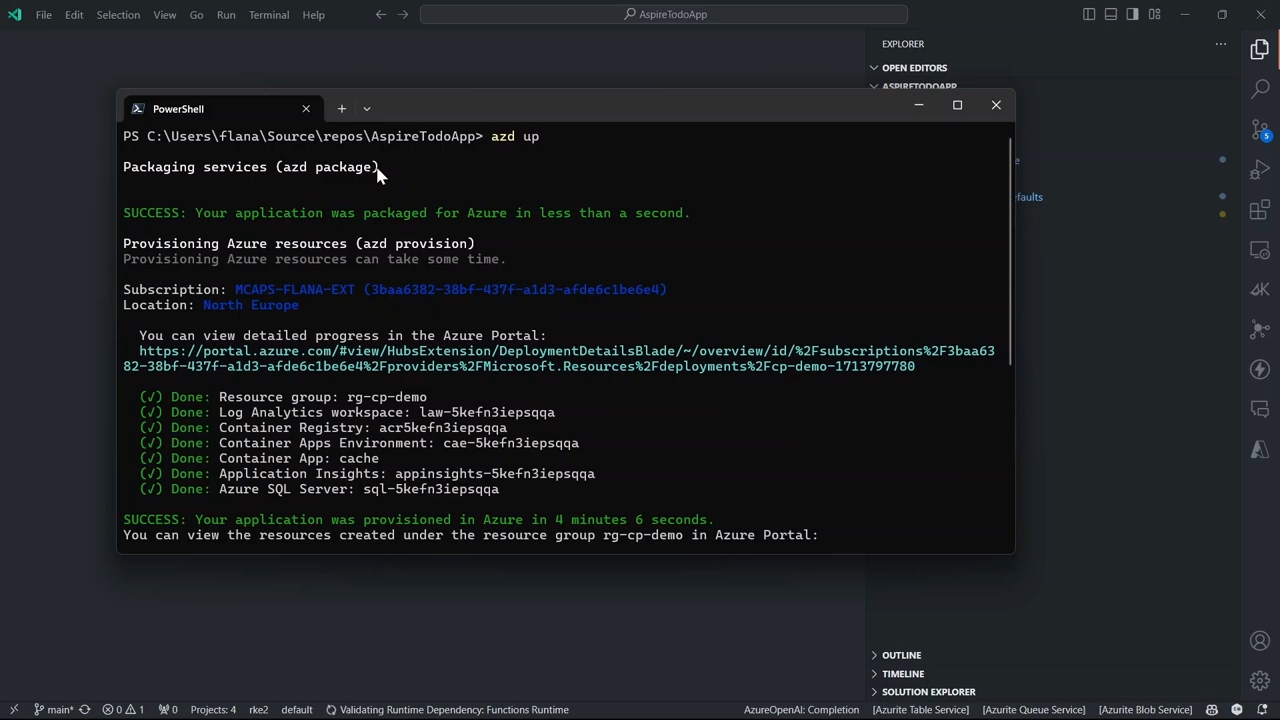 File Edit Selection View Go Run Terminal Help
AspireTodoApp
EXPLORER
OPEN EDITORS
ASPIRETODOAPP
PowerShell
PS C:\Users\flana\Source\repos\AspireTodoApp> azd up
Packaging services (azd package)
SUCCESS: Your application was packaged for Azure in less than a second.
Provisioning Azure resources (azd provision)
Provisioning Azure resources can take some time.
Subscription: MCAPS-FLANA-EXT (3baa6382-38bf-437f-a1d3-afde6c1be6e4)
Location: North Europe
You can view detailed progress in the Azure Portal:
https://portal.azure.com/#view/HubsExtension/DeploymentDetailsBlade/~/overview/id/%2Fsubscriptions%2F3baa63
82-38bf-437f-a1d3-afde6c1be6e4%2Fproviders%2FMicrosoft.Resources%2Fdeployments%2Fcp-demo-1713797780
(✓) Done: Resource group: rg-cp-demo
(✓) Done: Log Analytics workspace: law-5kefn3iepsqqa
(✓) Done: Container Registry: acr5kefn3iepsqqa
(✓) Done: Container Apps Environment: cae-5kefn3iepsqqa
(✓) Done: Container App: cache
(✓) Done: Application Insights: appinsights-5kefn3iepsqqa
(✓) Done: Azure SQL Server: sql-5kefn3iepsqqa
SUCCESS: Your application was provisioned in Azure in 4 minutes 6 seconds.
You can view the resources created under the resource group rg-cp-demo in Azure Portal:
e
efaults
5
4K
OUTLINE
TIMELINE
SOLUTION EXPLORER
main* 0 1 0 Projects: 4 rke2 default Validating Runtime Dependency: Functions Runtime AzureOpenAI: Completion [Azurite Table Service] [Azurite Queue Service] [Azurite Blob Service]